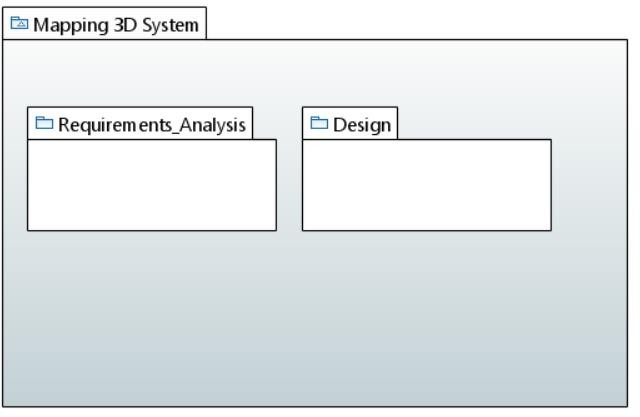 Mapping 3D System
Requirements_Analysis
Design